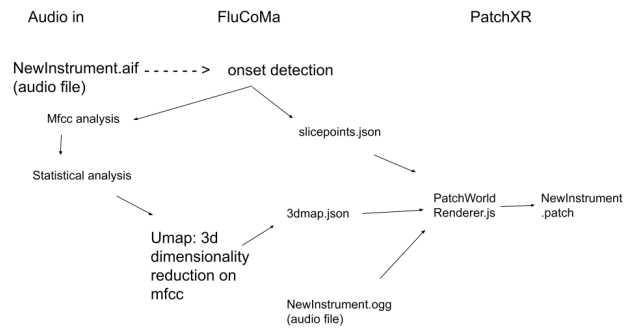 Audio in
FluCoMa
PatchXR
NewInstrument.aif
(audio file)
onset detection
Mfcc analysis
slicepoints.json
Statistical analysis
Umap: 3d
dimensionality
reduction on
mfcc
3dmap.json
PatchWorld
Renderer.js
NewInstrument
.patch
NewInstrument.ogg
(audio file)